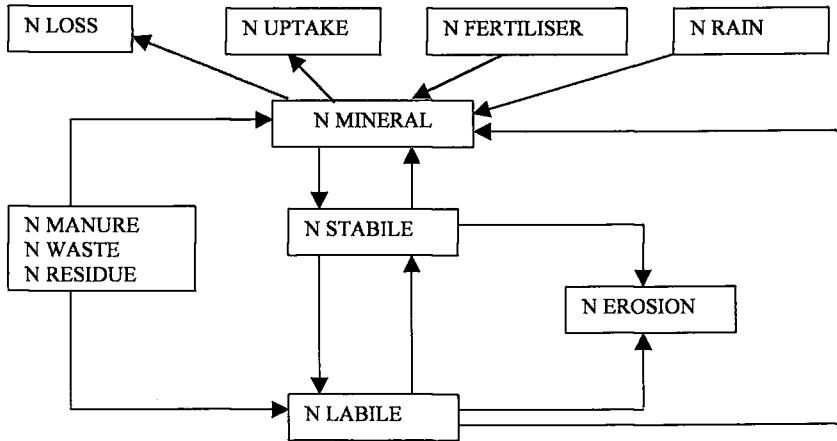 N LOSS
N UPTAKE
N FERTILISER
N RAIN
N MINERAL
N MANURE
N WASTE
N RESIDUE
N STABILE
N EROSION
N LABILE